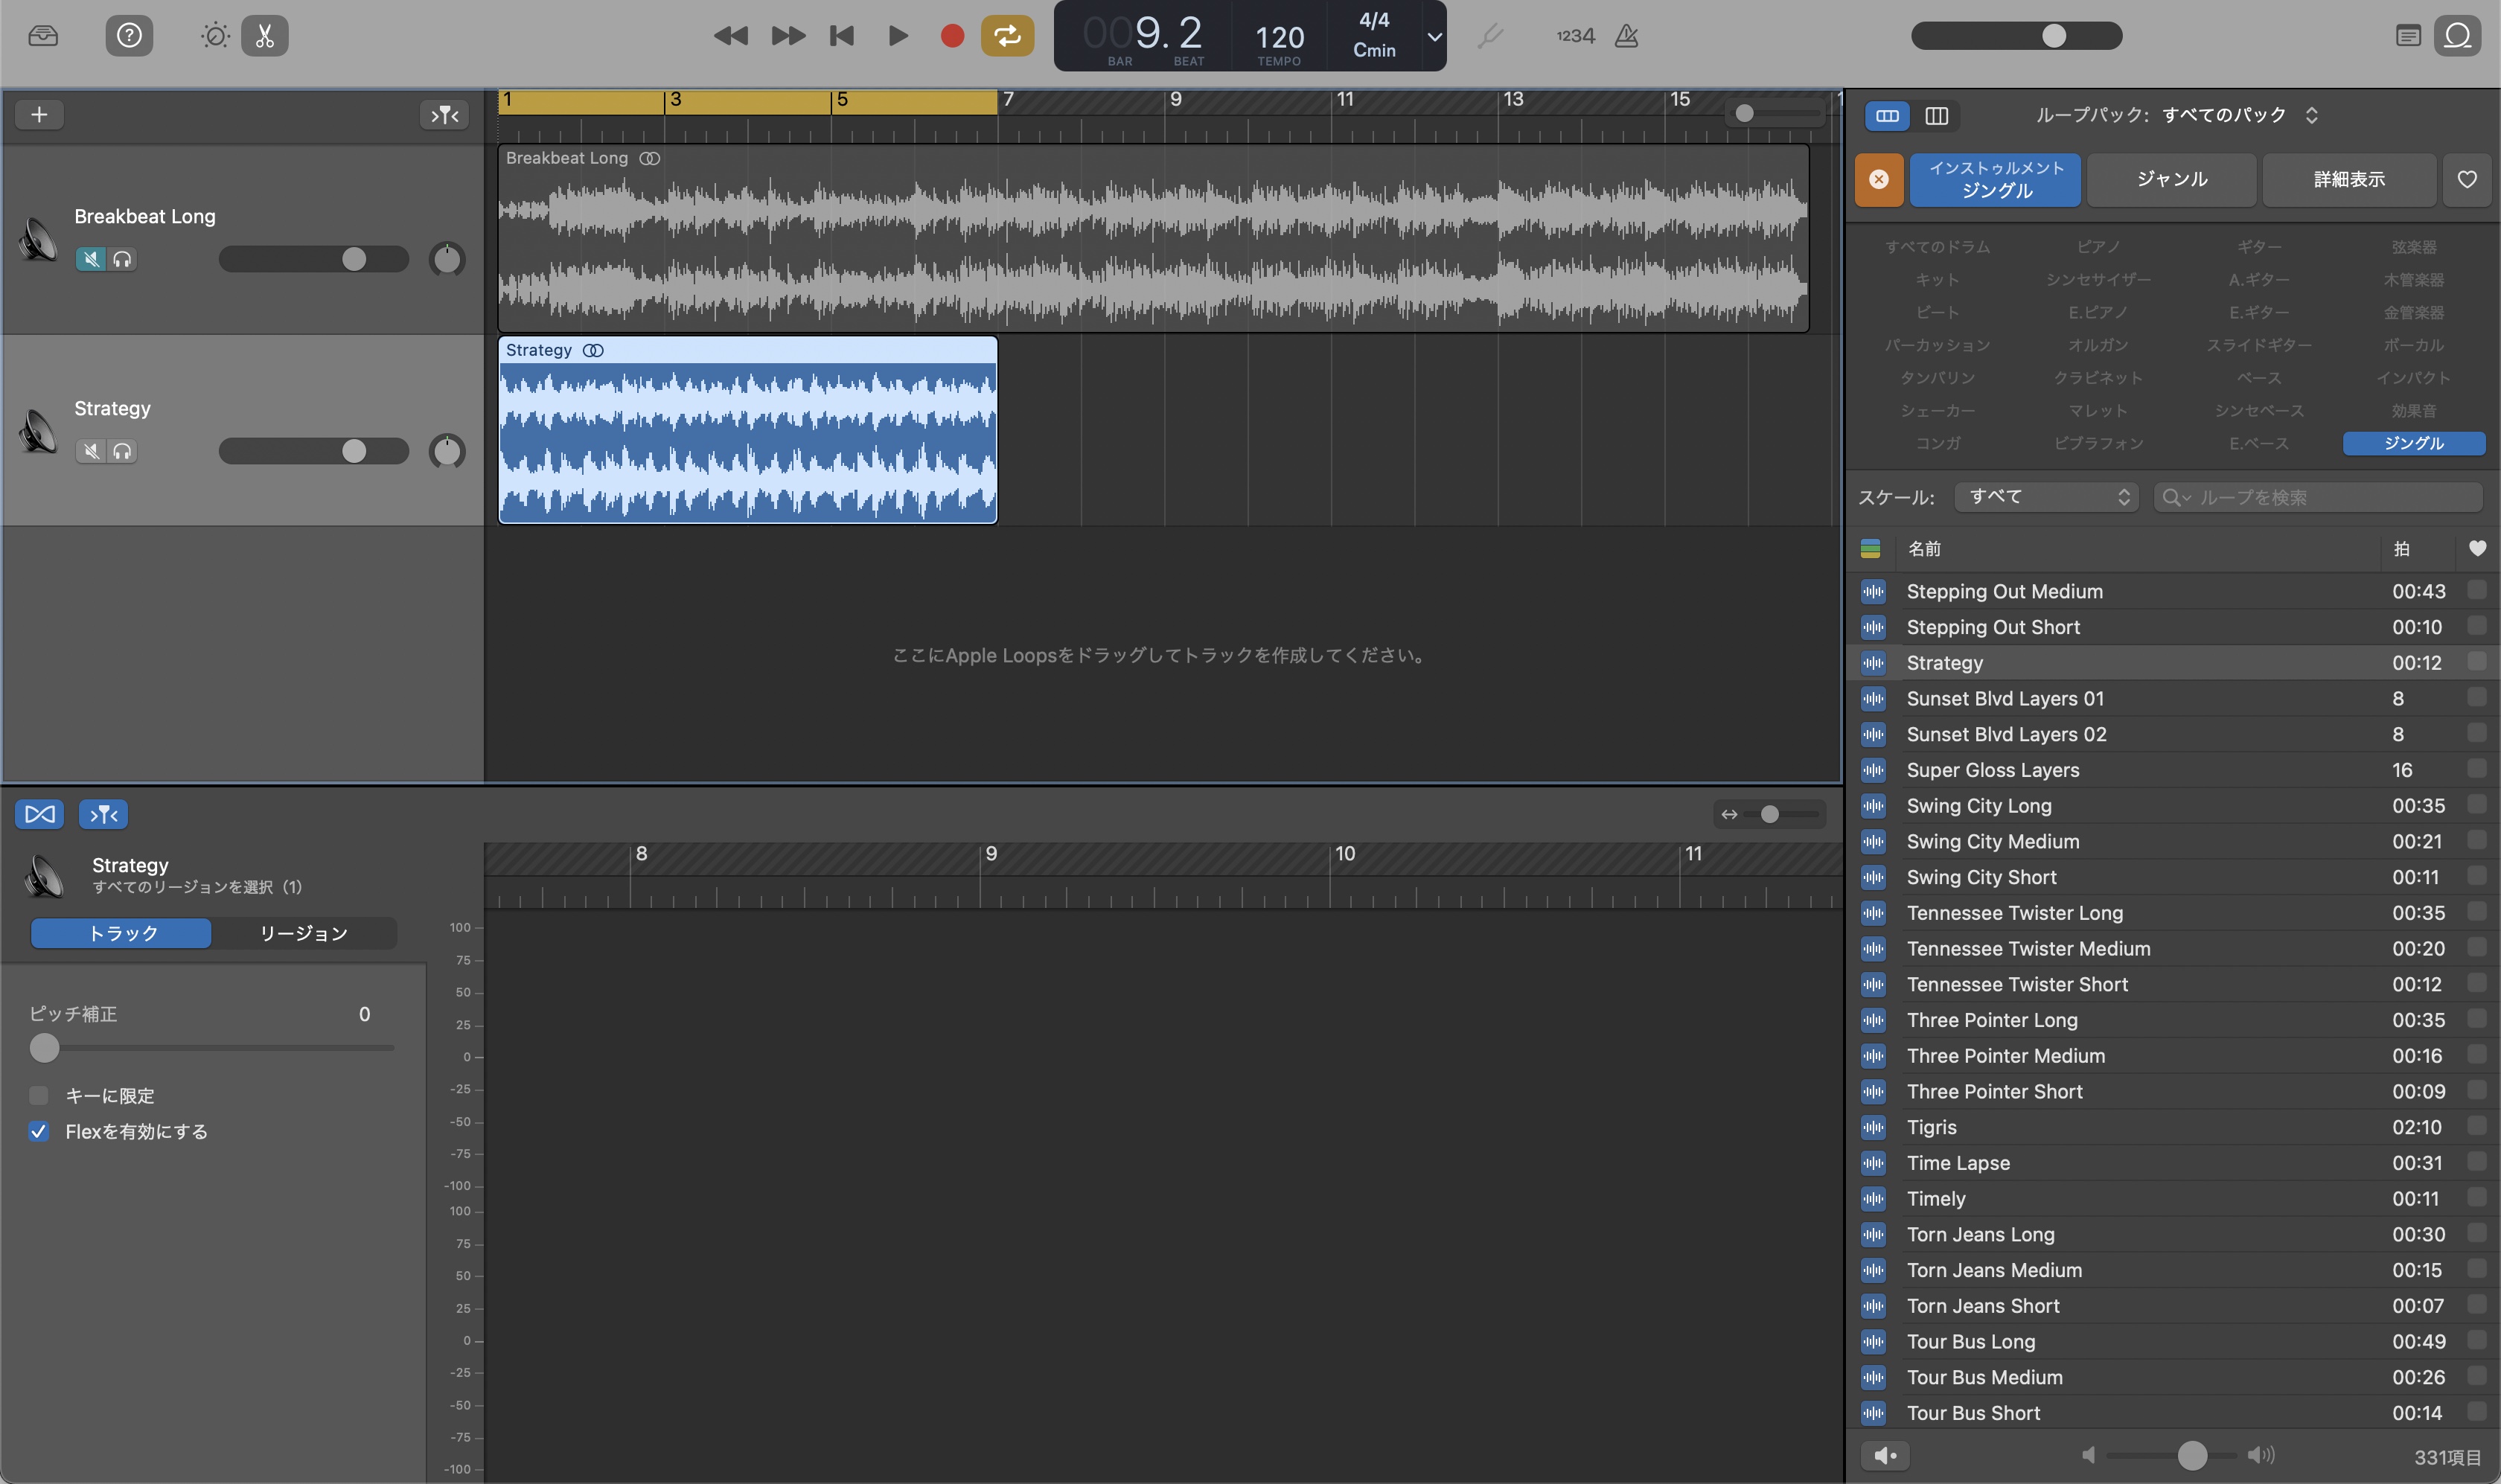 009. 2
BAR BEAT
120
TEMPO
4/4
Cmin
1234
1 3 5 7 9 11 13 15
Breakbeat Long
Breakbeat Long
Strategy
Strategy
ここにApple Loopsをドラッグしてトラックを作成してください。
Strategy
すべてのリージョンを選択（1）
トラック リージョン
ピッチ補正 0
キーに限定
Flexを有効にする
8 9 10 11
100
75
50
25
0
-25
-50
-75
-100
100
75
50
25
0
-25
-50
-75
-100
ループパック: すべてのパック
インストゥルメント
ジングル
ジャンル
詳細表示
すべてのドラム ピアノ ギター 弦楽器
キット シンセサイザー A.ギター 木管楽器
ビート E.ピアノ E.ギター 金管楽器
パーカッション オルガン スライドギター ボーカル
タンバリン クラビネット ベース インパクト
シェーカー マレット シンセベース 効果音
コンガ ビブラフォン E.ベース ジングル
スケール: すべて ループを検索
名前 拍
Stepping Out Medium 00:43
Stepping Out Short 00:10
Strategy 00:12
Sunset Blvd Layers 01 8
Sunset Blvd Layers 02 8
Super Gloss Layers 16
Swing City Long 00:35
Swing City Medium 00:21
Swing City Short 00:11
Tennessee Twister Long 00:35
Tennessee Twister Medium 00:20
Tennessee Twister Short 00:12
Three Pointer Long 00:35
Three Pointer Medium 00:16
Three Pointer Short 00:09
Tigris 02:10
Time Lapse 00:31
Timely 00:11
Torn Jeans Long 00:30
Torn Jeans Medium 00:15
Torn Jeans Short 00:07
Tour Bus Long 00:49
Tour Bus Medium 00:26
Tour Bus Short 00:14
331項目